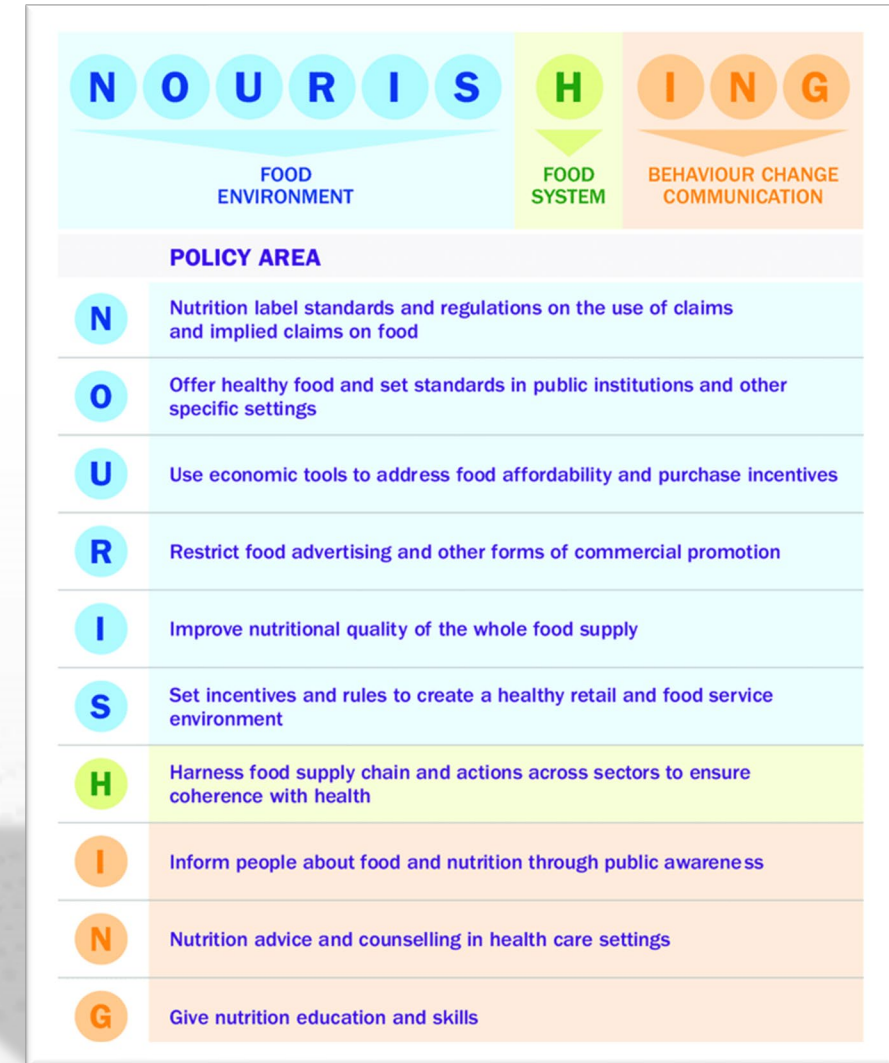 N O U R I S H I N G
FOOD
ENVIRONMENT
FOOD
SYSTEM
BEHAVIOUR CHANGE
COMMUNICATION
POLICY AREA
N
Nutrition label standards and regulations on the use of claims
and implied claims on food
O
Offer healthy food and set standards in public institutions and other
specific settings
U
Use economic tools to address food affordability and purchase incentives
R
Restrict food advertising and other forms of commercial promotion
I
Improve nutritional quality of the whole food supply
S
Set incentives and rules to create a healthy retail and food service
environment
H
Harness food supply chain and actions across sectors to ensure
coherence with health
I
Inform people about food and nutrition through public awareness
N
Nutrition advice and counselling in health care settings
G
Give nutrition education and skills